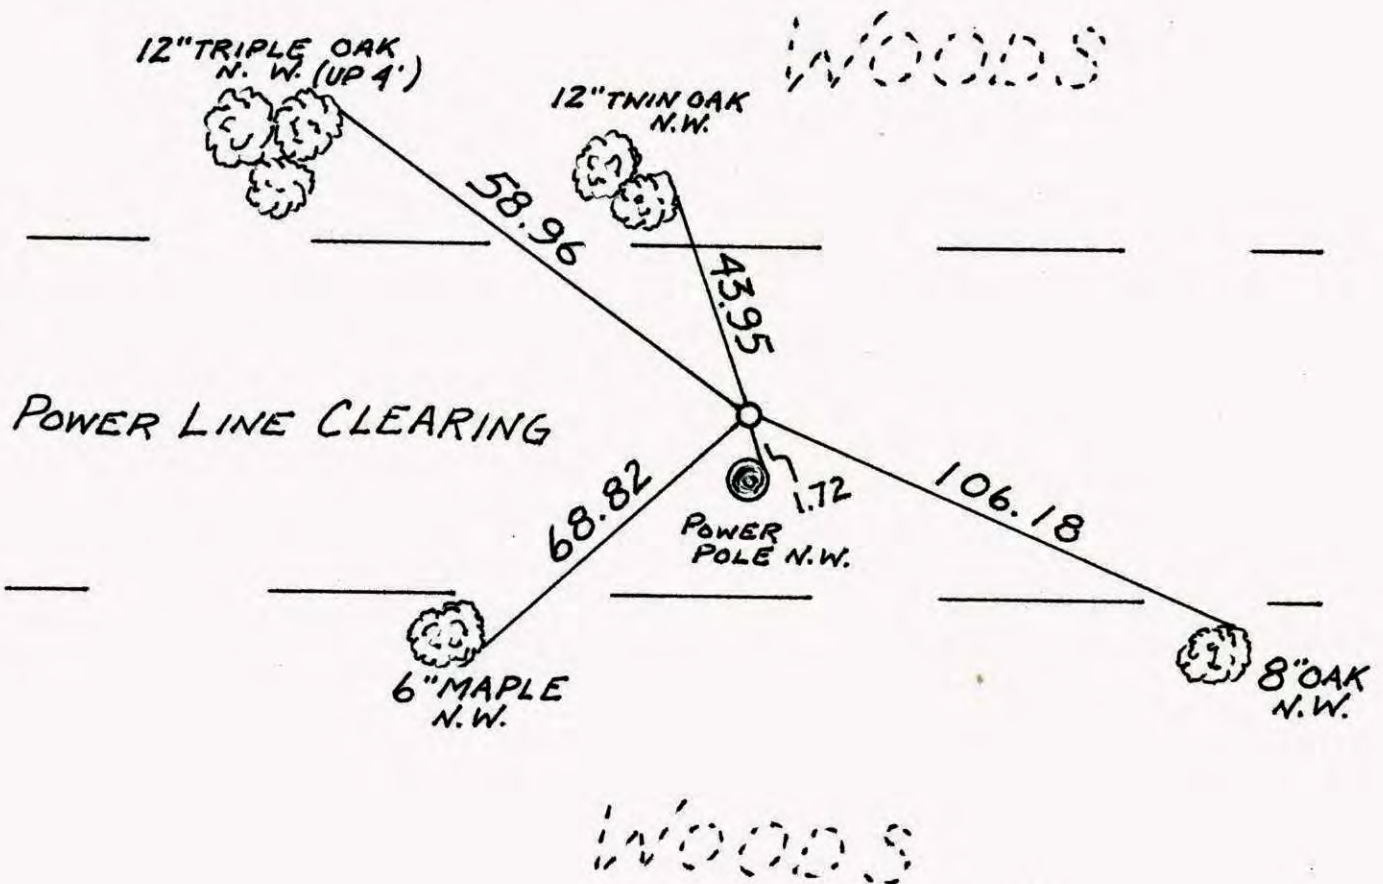 WOODS
12" TRIPLE OAK
N. W. (UP 4')
12" TWIN OAK
N.W.
58.96
43.95
POWER LINE CLEARING
68.82
1.72
106.18
POWER
POLE N.W.
6" MAPLE
N.W.
8" OAK
N.W.
WOODS